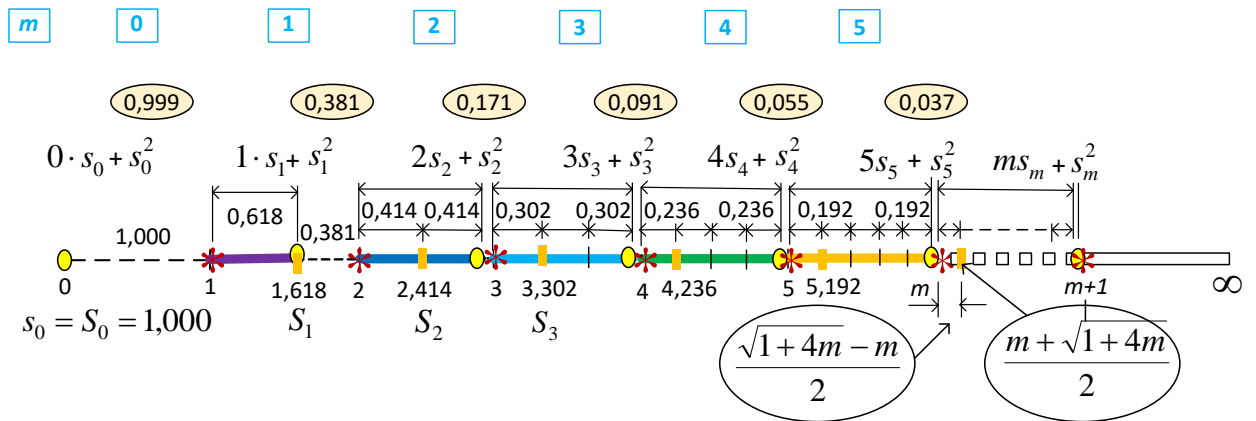 m 0 1 2 3 4 5
0,999 0,381 0,171 0,091 0,055 0,037
0 · s₀ + s₀² 1 · s₁ + s₁² 2s₂ + s₂² 3s₃ + s₃² 4s₄ + s₄² 5s₅ + s₅² msₘ + sₘ²
0,618 0,414 0,414 0,302 0,302 0,236 0,236 0,192 0,192
1,000 0,381
0 1 1,618 2 2,414 3 3,302 4 4,236 5 5,192 m m+1 ∞
s₀ = S₀ = 1,000 S₁ S₂ S₃
(√(1 + 4m) − m)/2 (m + √(1 + 4m))/2